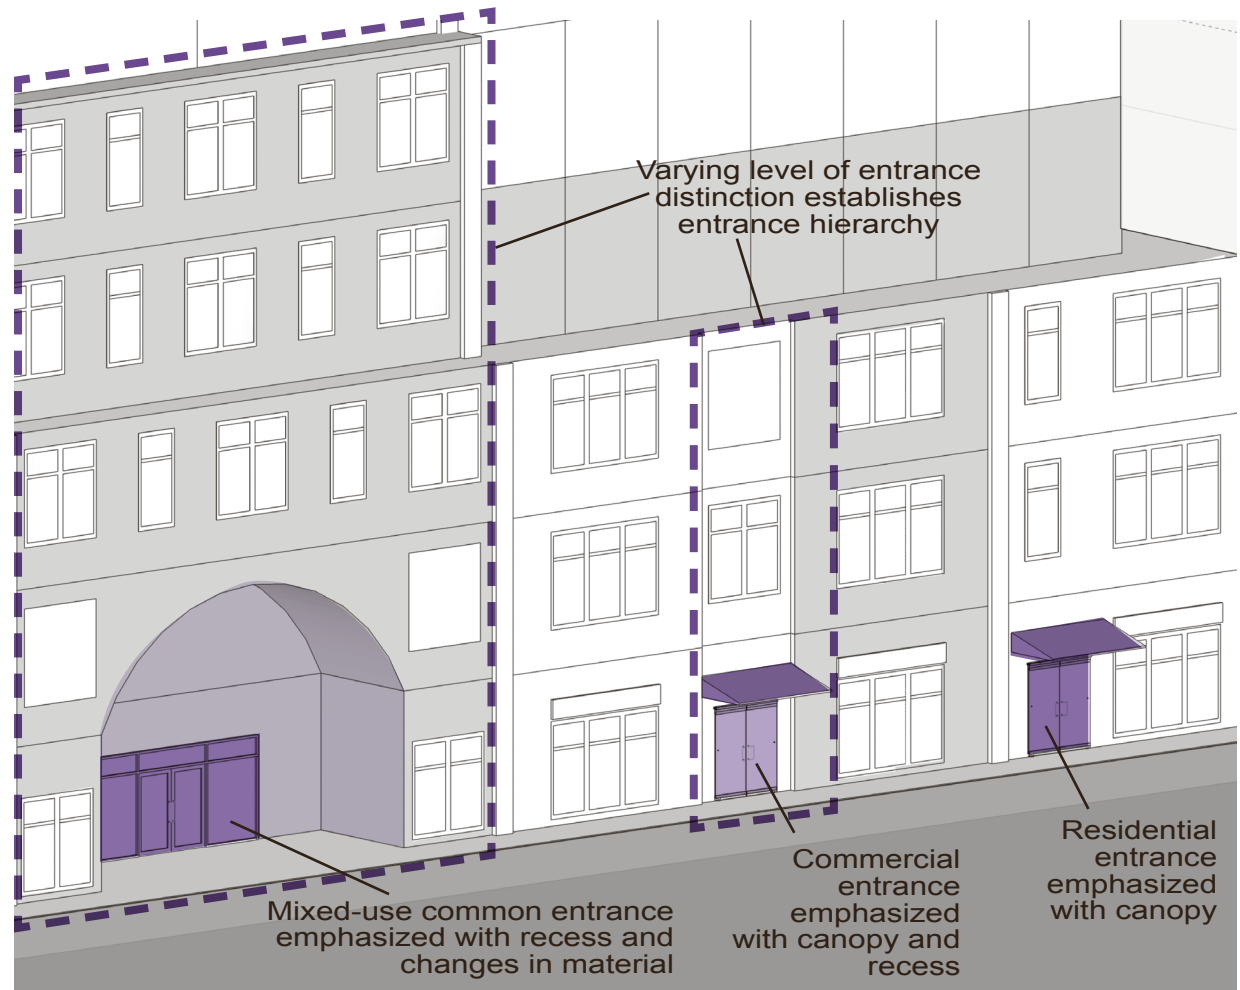 Varying level of entrance
distinction establishes
entrance hierarchy
Mixed-use common entrance
emphasized with recess and
changes in material
Commercial
entrance
emphasized
with canopy and
recess
Residential
entrance
emphasized
with canopy